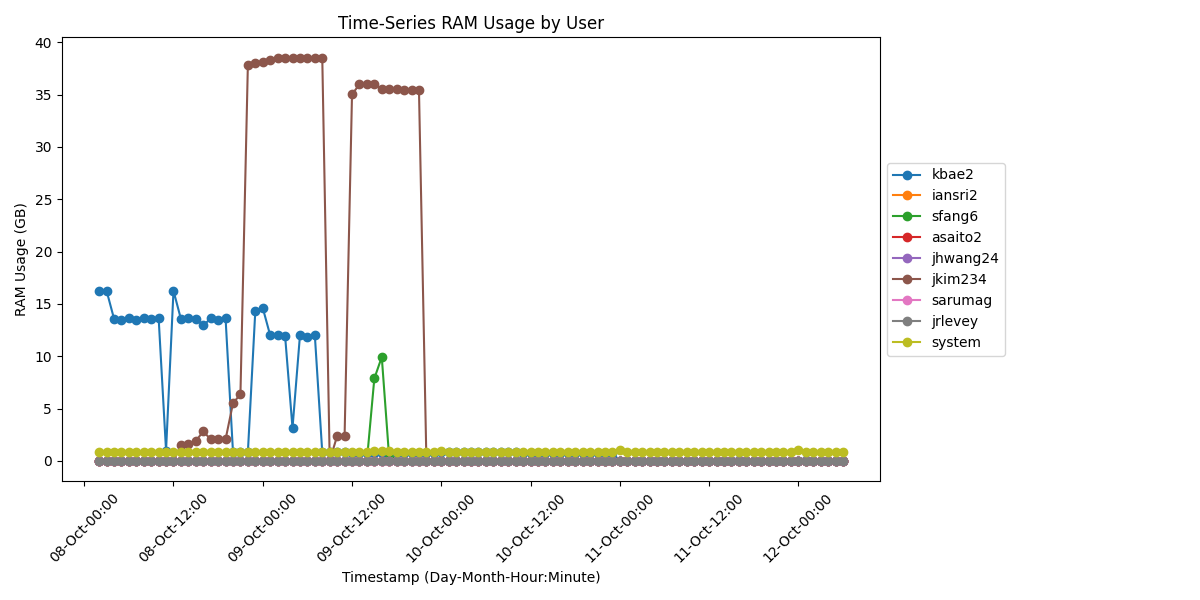 Time-Series RAM Usage by User
RAM Usage (GB)
40
35
30
25
20
15
10
5
0
08-Oct-00:00
08-Oct-12:00
09-Oct-00:00
09-Oct-12:00
10-Oct-00:00
10-Oct-12:00
11-Oct-00:00
11-Oct-12:00
12-Oct-00:00
Timestamp (Day-Month-Hour:Minute)
kbae2
iansri2
sfang6
asaito2
jhwang24
jkim234
sarumag
jrlevey
system